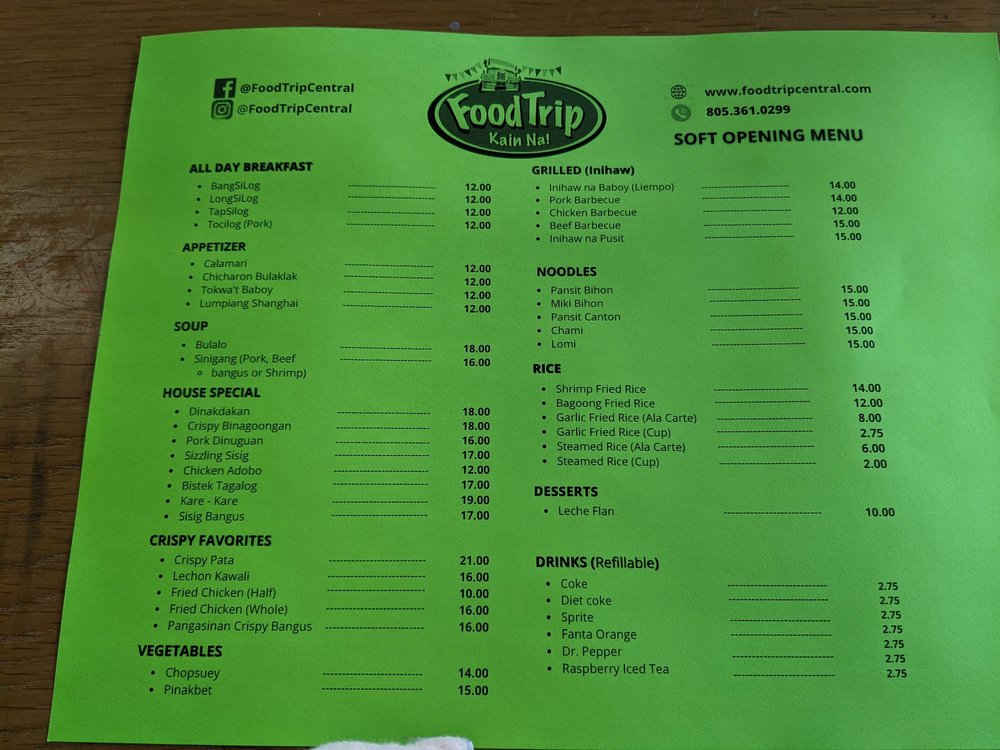 @FoodTripCentral
@FoodTripCentral
FoodTrip
Kain Na!
www.foodtripcentral.com
805.361.0299
SOFT OPENING MENU
ALL DAY BREAKFAST
BangSiLog 12.00
LongSiLog 12.00
TapSilog 12.00
Tocilog (Pork) 12.00
APPETIZER
Calamari 12.00
Chicharon Bulaklak 12.00
Tokwa't Baboy 12.00
Lumpiang Shanghai 12.00
SOUP
Bulalo 18.00
Sinigang (Pork, Beef 16.00
bangus or Shrimp)
HOUSE SPECIAL
Dinakdakan 18.00
Crispy Binagoongan 18.00
Pork Dinuguan 16.00
Sizzling Sisig 17.00
Chicken Adobo 12.00
Bistek Tagalog 17.00
Kare - Kare 19.00
Sisig Bangus 17.00
CRISPY FAVORITES
Crispy Pata 21.00
Lechon Kawali 16.00
Fried Chicken (Half) 10.00
Fried Chicken (Whole) 16.00
Pangasinan Crispy Bangus 16.00
VEGETABLES
Chopsuey 14.00
Pinakbet 15.00
GRILLED (Inihaw)
Inihaw na Baboy (Liempo) 14.00
Pork Barbecue 14.00
Chicken Barbecue 12.00
Beef Barbecue 15.00
Inihaw na Pusit 15.00
NOODLES
Pansit Bihon 15.00
Miki Bihon 15.00
Pansit Canton 15.00
Chami 15.00
Lomi 15.00
RICE
Shrimp Fried Rice 14.00
Bagoong Fried Rice 12.00
Garlic Fried Rice (Ala Carte) 8.00
Garlic Fried Rice (Cup) 2.75
Steamed Rice (Ala Carte) 6.00
Steamed Rice (Cup) 2.00
DESSERTS
Leche Flan 10.00
DRINKS (Refillable)
Coke 2.75
Diet coke 2.75
Sprite 2.75
Fanta Orange 2.75
Dr. Pepper 2.75
Raspberry Iced Tea 2.75
2.75